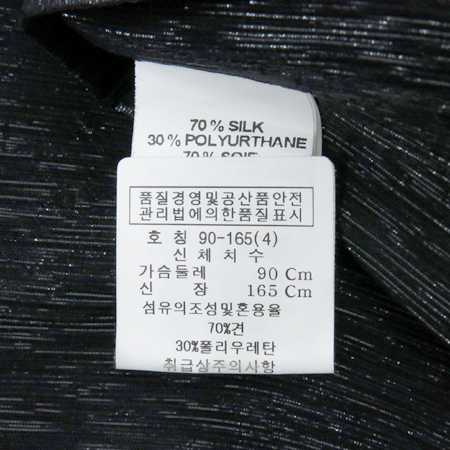 70 % SILK
30 % POLYURTHANE
70 % SOIE
품질경영및공산품안전
관리법에의한품질표시
호 칭 90-165(4)
신 체 치 수
가슴둘레 90 Cm
신 장 165 Cm
섬유의조성및혼용율
70%견
30%폴리우레탄
취급상주의사항